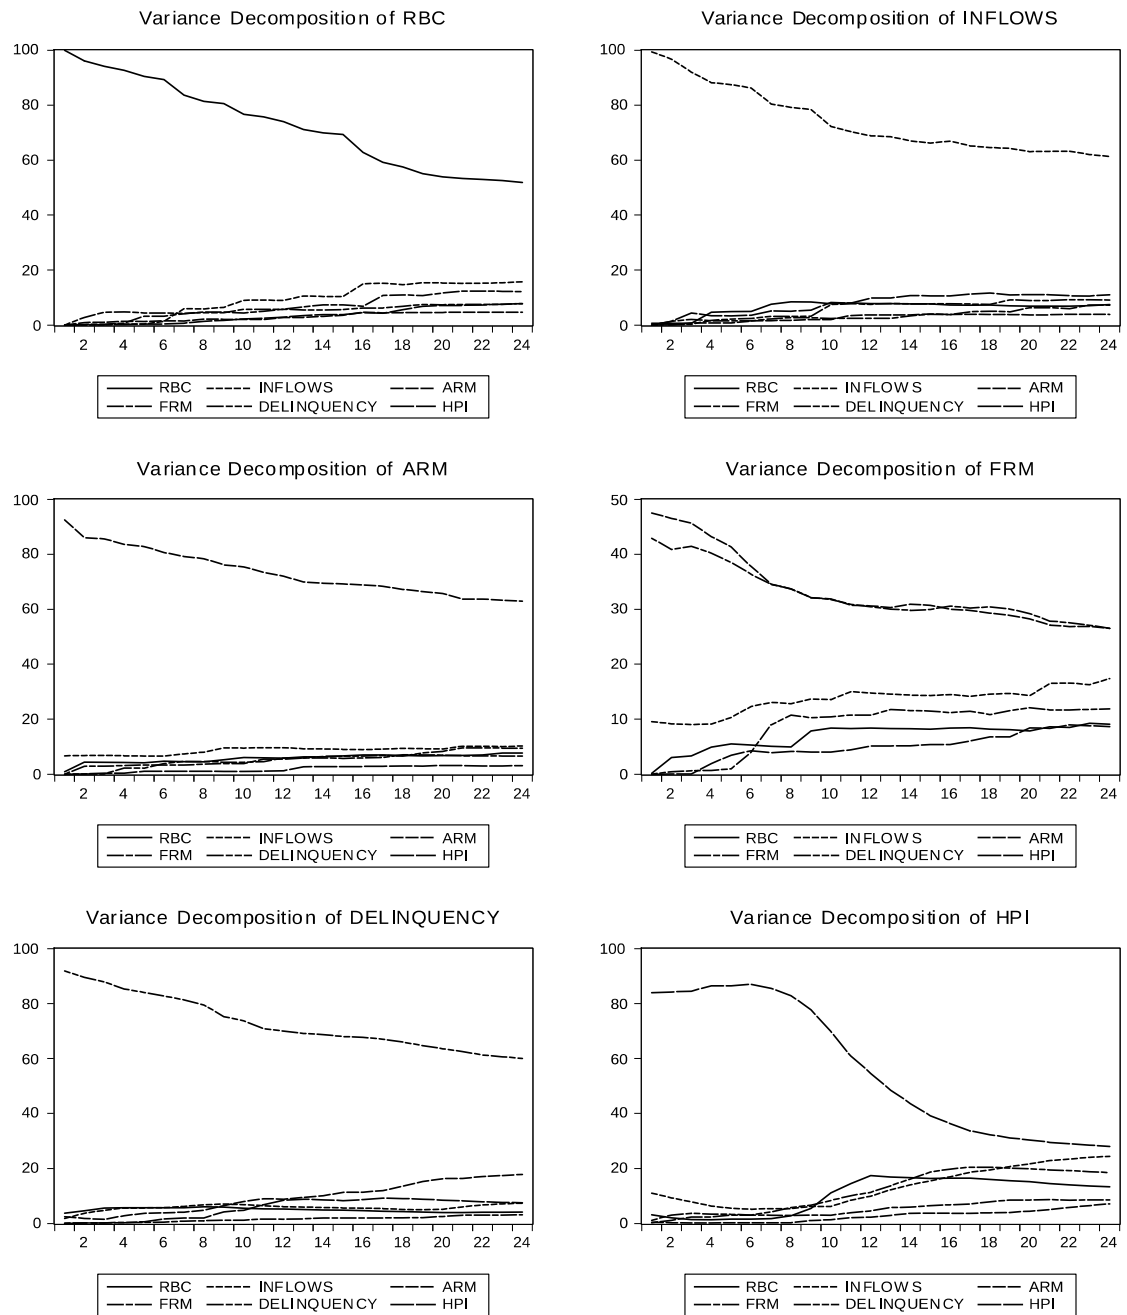 Variance Decomposition of RBC
100
80
60
40
20
0
2 4 6 8 10 12 14 16 18 20 22 24
RBC INFLOWS ARM
FRM DELINQUENCY HPI
Variance Decomposition of INFLOWS
100
80
60
40
20
0
2 4 6 8 10 12 14 16 18 20 22 24
RBC INFLOWS ARM
FRM DELINQUENCY HPI
Variance Decomposition of ARM
100
80
60
40
20
0
2 4 6 8 10 12 14 16 18 20 22 24
RBC INFLOWS ARM
FRM DELINQUENCY HPI
Variance Decomposition of FRM
50
40
30
20
10
0
2 4 6 8 10 12 14 16 18 20 22 24
RBC INFLOWS ARM
FRM DELINQUENCY HPI
Variance Decomposition of DELINQUENCY
100
80
60
40
20
0
2 4 6 8 10 12 14 16 18 20 22 24
RBC INFLOWS ARM
FRM DELINQUENCY HPI
Variance Decomposition of HPI
100
80
60
40
20
0
2 4 6 8 10 12 14 16 18 20 22 24
RBC INFLOWS ARM
FRM DELINQUENCY HPI